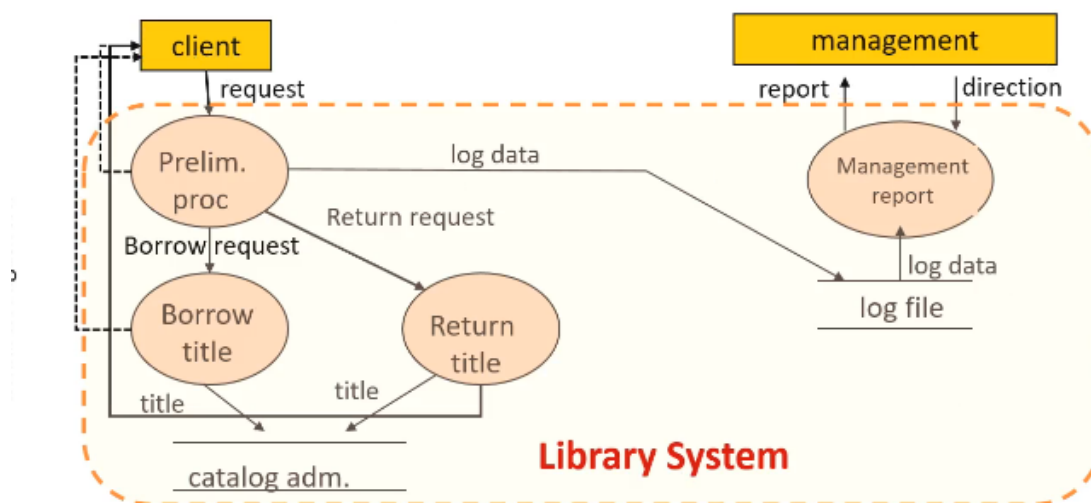 client
management
request
report
direction
Prelim.
proc
log data
Management
report
Return request
Borrow request
log data
Borrow
title
Return
title
log file
title
title
Library System
catalog adm.